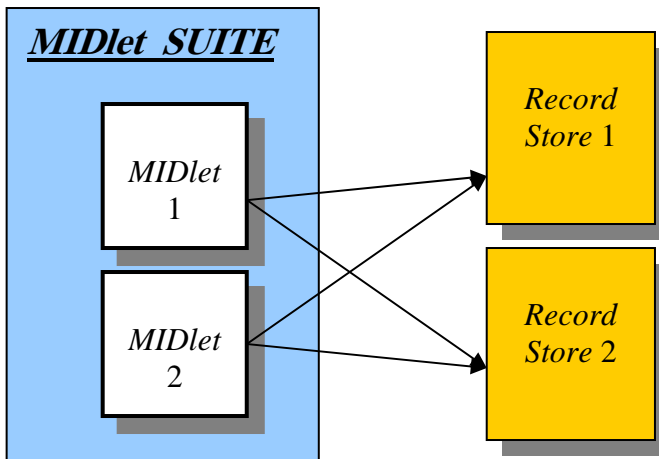 MIDlet SUITE
MIDlet
1
MIDlet
2
Record
Store 1
Record
Store 2